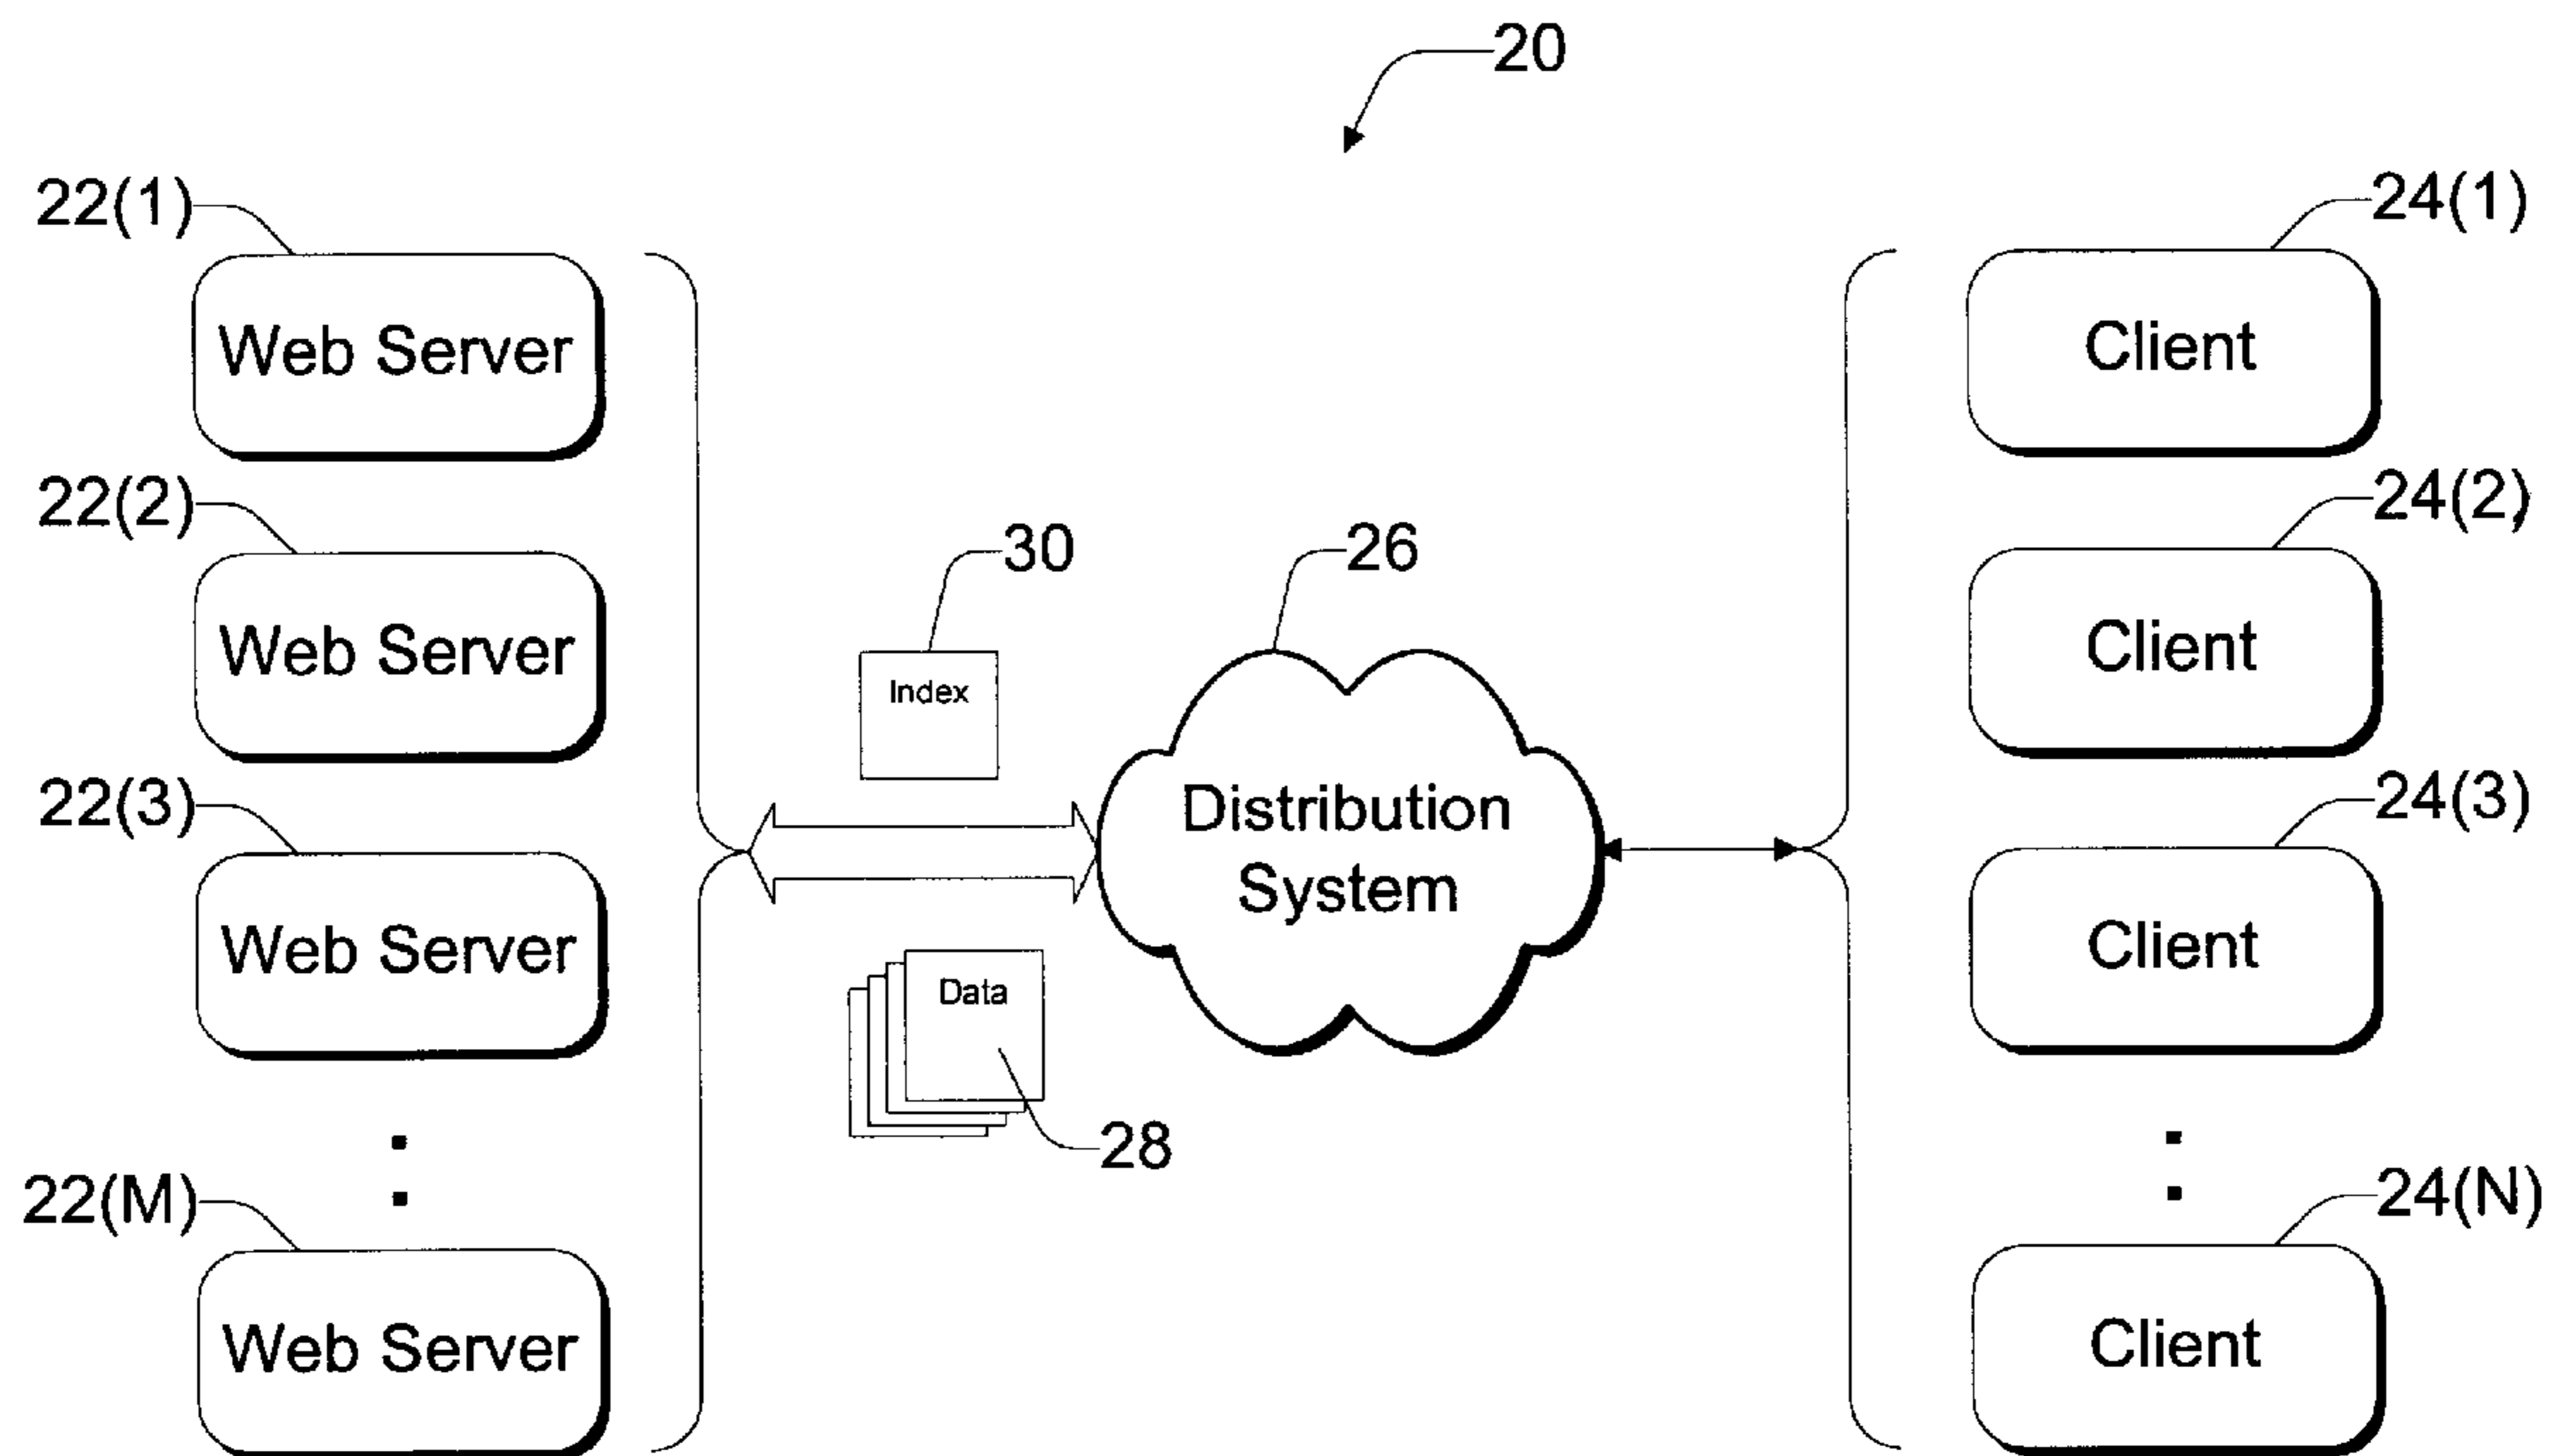 20
22(1)
Web Server
24(1)
Client
22(2)
Web Server
30
Index
26
Distribution
System
24(2)
Client
22(3)
Web Server
Data
28
24(3)
Client
22(M)
Web Server
24(N)
Client